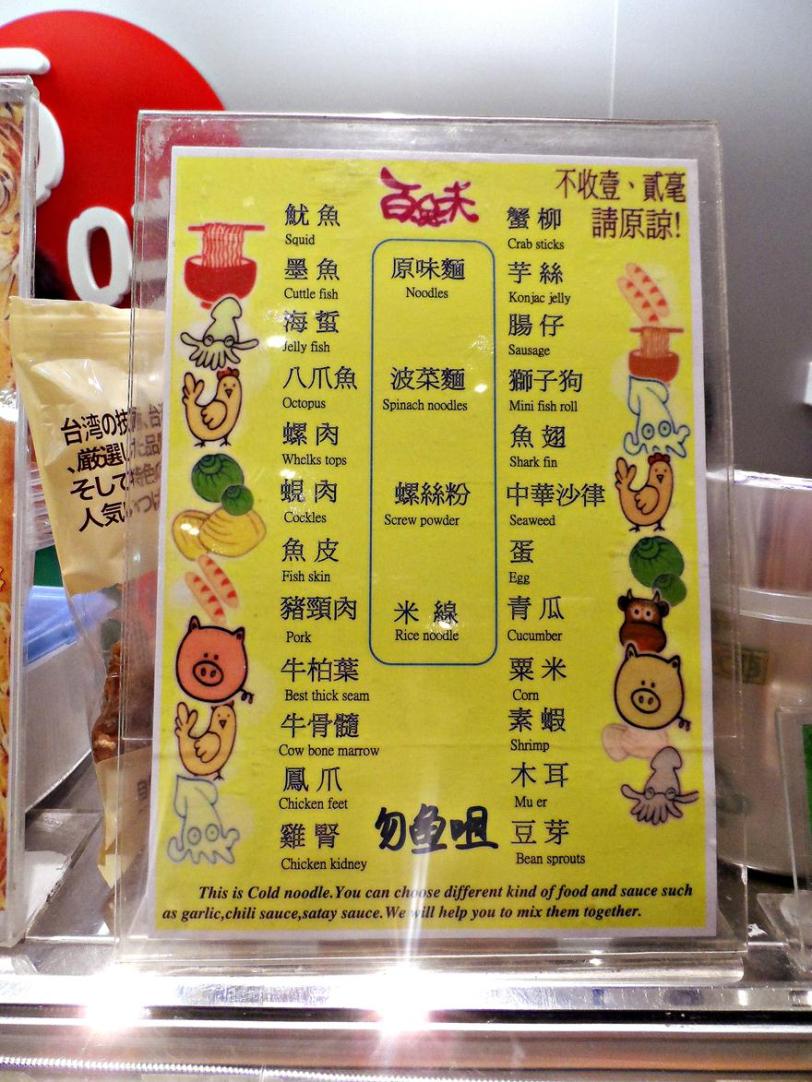 百味
不收壹、貳毫
請原諒!
魷魚
Squid
墨魚
Cuttle fish
海蜇
Jelly fish
八爪魚
Octopus
螺肉
Whelks tops
蜆肉
Cockles
魚皮
Fish skin
豬頸肉
Pork
牛柏葉
Best thick seam
牛骨髓
Cow bone marrow
鳳爪
Chicken feet
雞腎
Chicken kidney
原味麵
Noodles
波菜麵
Spinach noodles
螺絲粉
Screw powder
米線
Rice noodle
蟹柳
Crab sticks
芋絲
Konjac jelly
腸仔
Sausage
獅子狗
Mini fish roll
魚翅
Shark fin
中華沙律
Seaweed
蛋
Egg
青瓜
Cucumber
粟米
Corn
素蝦
Shrimp
木耳
Mu er
豆芽
Bean sprouts
This is Cold noodle.You can choose different kind of food and sauce such
as garlic,chili sauce,satay sauce.We will help you to mix them together.
台湾の技
、厳選し
そして
人気